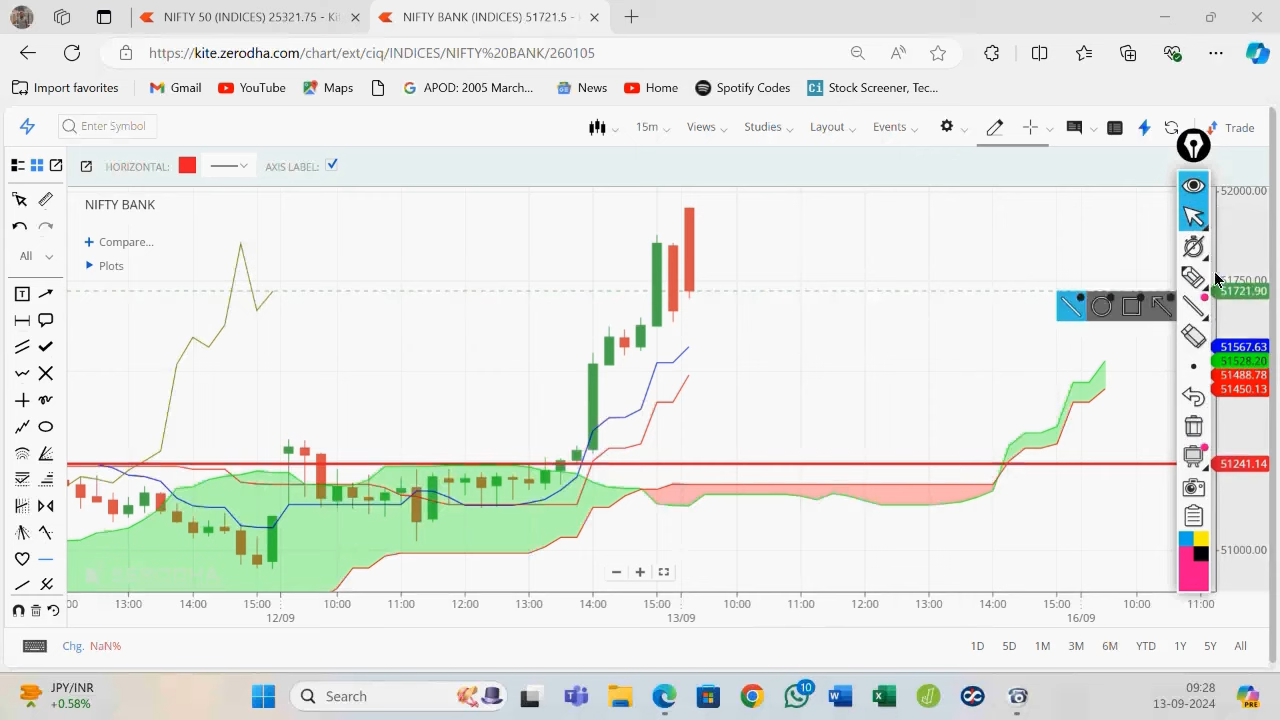 NIFTY 50 (INDICES) 25321.75 - Ki
NIFTY BANK (INDICES) 51721.5 -
https://kite.zerodha.com/chart/ext/ciq/INDICES/NIFTY%20BANK/260105
Import favorites
Gmail
YouTube
Maps
APOD: 2005 March...
News
Home
Spotify Codes
Stock Screener, Tec...
Enter Symbol
15m
Views
Studies
Layout
Events
Trade
HORIZONTAL:
AXIS LABEL:
NIFTY BANK
Compare...
Plots
All
52000.00
51721.90
51567.63
51528.20
51488.78
51450.13
51241.14
51000.00
13:00
14:00
15:00
10:00
11:00
12:00
13:00
14:00
15:00
10:00
11:00
12:00
13:00
14:00
15:00
10:00
11:00
12/09
13/09
16/09
Chg. NaN%
1D
5D
1M
3M
6M
YTD
1Y
5Y
All
JPY/INR
+0.58%
Search
10
09:28
13-09-2024